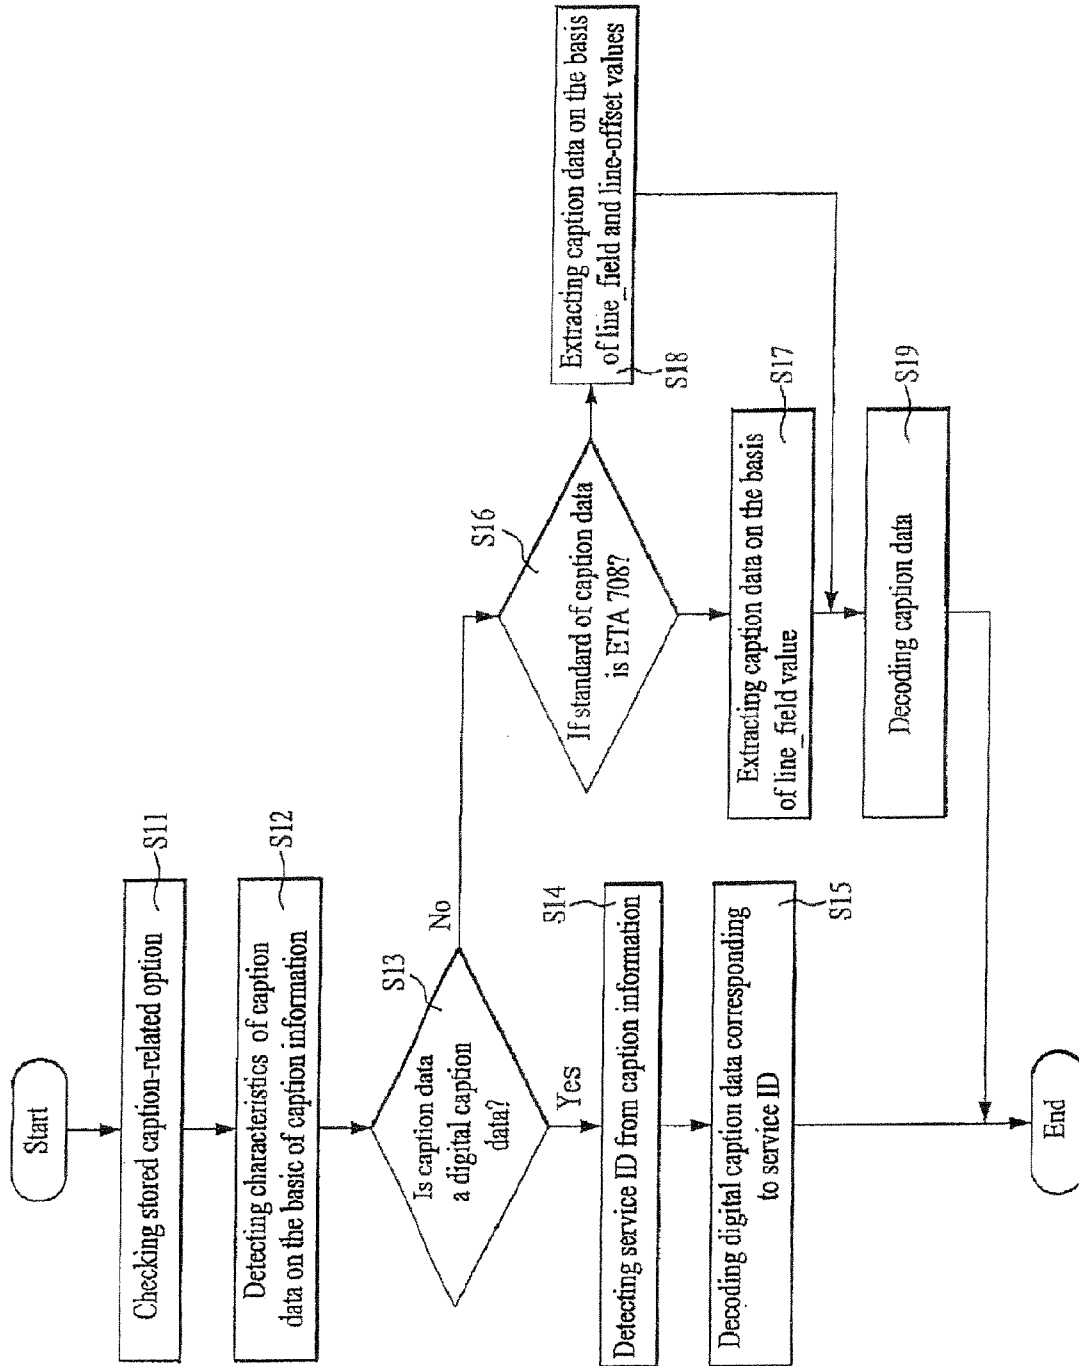 Start
Checking stored caption-related option
S11
Detecting characteristics of caption
data on the basic of caption information
S12
Is caption data
a digital caption
data?
S13
No
Yes
Detecting service ID from caption information
S14
Decoding digital caption data corresponding
to service ID
S15
If standard of caption data
is ETA 708?
S16
Extracting caption data on the basis
of line_field value
S17
Extracting caption data on the basis
of line_field and line-offset values
S18
Decoding caption data
S19
End